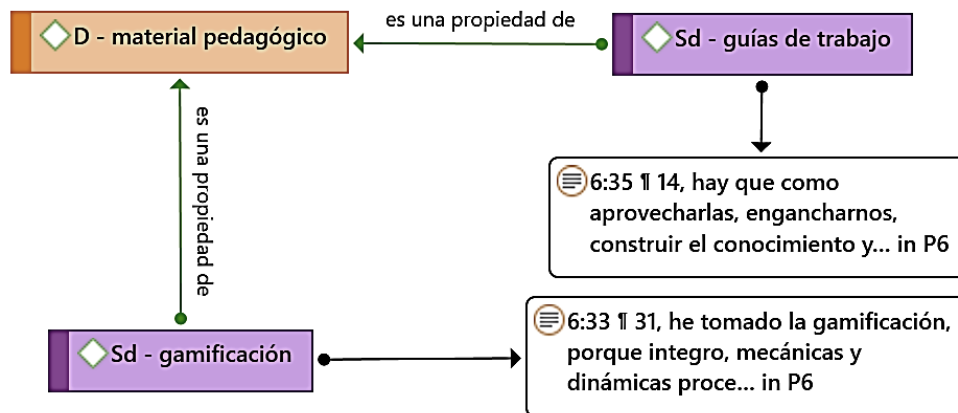 es una propiedad de
D - material pedagógico
Sd - guías de trabajo
es una propiedad de
6:35 ¶ 14, hay que como
aprovecharlas, engancharnos,
construir el conocimiento y... in P6
Sd - gamificación
6:33 ¶ 31, he tomado la gamificación,
porque integro, mecánicas y
dinámicas proce... in P6